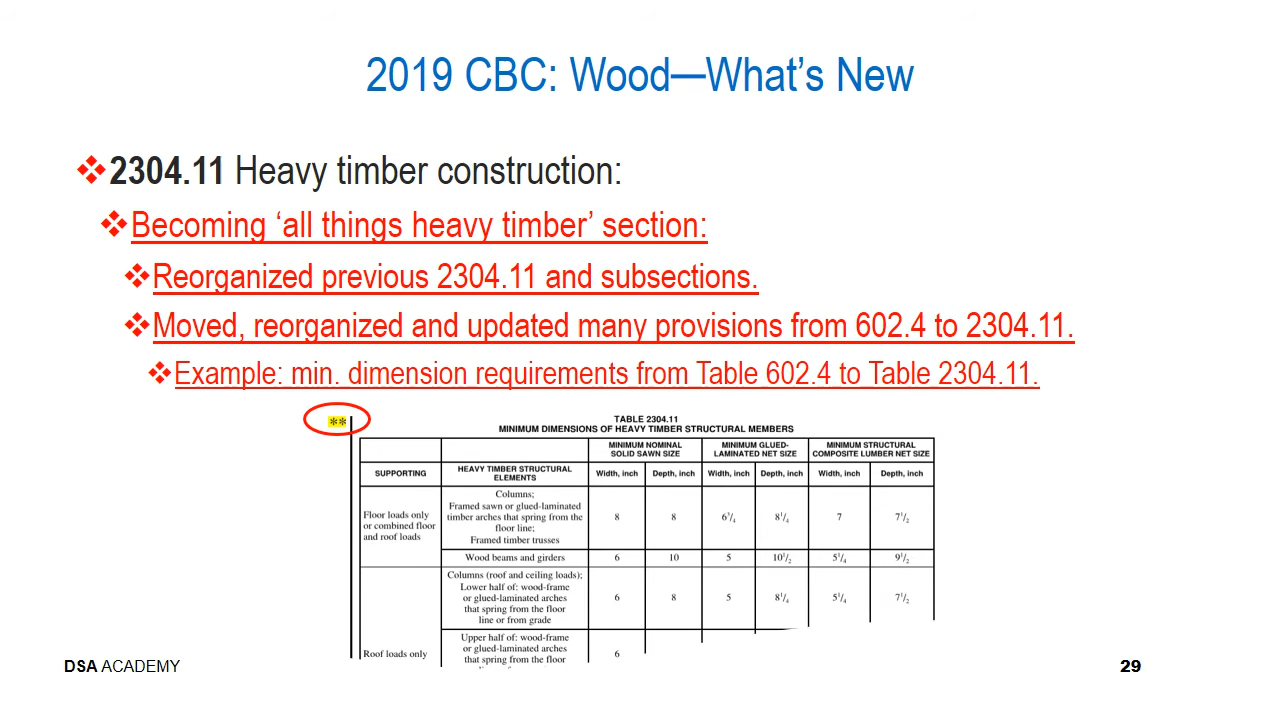 2019 CBC: Wood—What's New
❖2304.11 Heavy timber construction:
❖Becoming ‘all things heavy timber’ section:
❖Reorganized previous 2304.11 and subsections.
❖Moved, reorganized and updated many provisions from 602.4 to 2304.11.
❖Example: min. dimension requirements from Table 602.4 to Table 2304.11.
**
TABLE 2304.11
MINIMUM DIMENSIONS OF HEAVY TIMBER STRUCTURAL MEMBERS
MINIMUM NOMINAL
SOLID SAWN SIZE
MINIMUM GLUED-
LAMINATED NET SIZE
MINIMUM STRUCTURAL
COMPOSITE LUMBER NET SIZE
SUPPORTING
HEAVY TIMBER STRUCTURAL
ELEMENTS
Width, inch
Depth, inch
Width, inch
Depth, inch
Width, inch
Depth, inch
Floor loads only
or combined floor
and roof loads
Columns;
Framed sawn or glued-laminated
timber arches that spring from the
floor line;
Framed timber trusses
8
8
6 3/4
8 1/4
7
7 1/2
Wood beams and girders
6
10
5
10 1/2
5 1/4
9 1/2
Columns (roof and ceiling loads);
Lower half of: wood-frame
or glued-laminated arches
that spring from the floor
line or from grade
6
8
5
8 1/4
5 1/4
7 1/2
Roof loads only
Upper half of: wood-frame
or glued-laminated arches
that spring from the floor
6
DSA ACADEMY
29